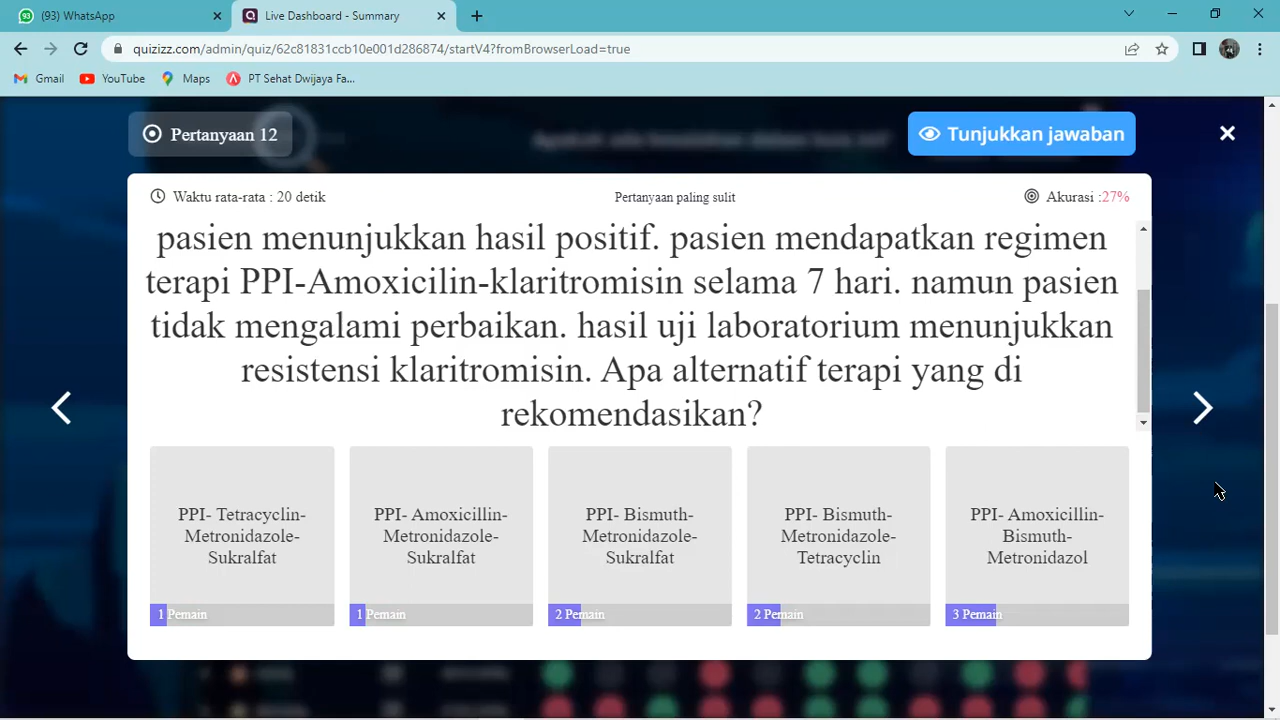 (93) WhatsApp
Live Dashboard - Summary
quizizz.com/admin/quiz/62c81831ccb10e001d286874/startV4?fromBrowserLoad=true
Gmail
YouTube
Maps
PT Sehat Dwijaya Fa...
Pertanyaan 12
Tunjukkan jawaban
Waktu rata-rata : 20 detik
Pertanyaan paling sulit
Akurasi :27%
pasien menunjukkan hasil positif. pasien mendapatkan regimen
terapi PPI-Amoxicilin-klaritromisin selama 7 hari. namun pasien
tidak mengalami perbaikan. hasil uji laboratorium menunjukkan
resistensi klaritromisin. Apa alternatif terapi yang di
rekomendasikan?
PPI- Tetracyclin-
Metronidazole-
Sukralfat
1 Pemain
PPI- Amoxicillin-
Metronidazole-
Sukralfat
1 Pemain
PPI- Bismuth-
Metronidazole-
Sukralfat
2 Pemain
PPI- Bismuth-
Metronidazole-
Tetracyclin
2 Pemain
PPI- Amoxicillin-
Bismuth-
Metronidazol
3 Pemain